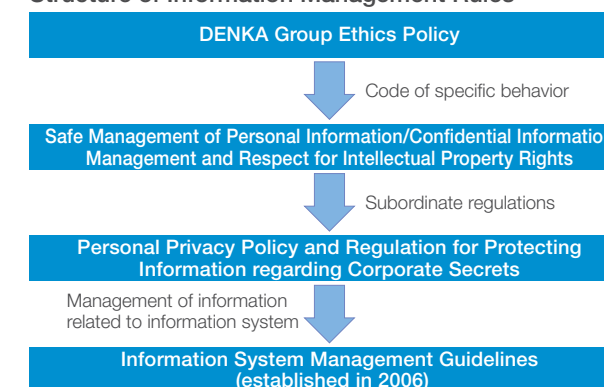 Structure of Information Management Rules
DENKA Group Ethics Policy
Code of specific behavior
Safe Management of Personal Information/Confidential Informatio
Management and Respect for Intellectual Property Rights
Subordinate regulations
Personal Privacy Policy and Regulation for Protecting
Information regarding Corporate Secrets
Management of information
related to information system
Information System Management Guidelines
(established in 2006)